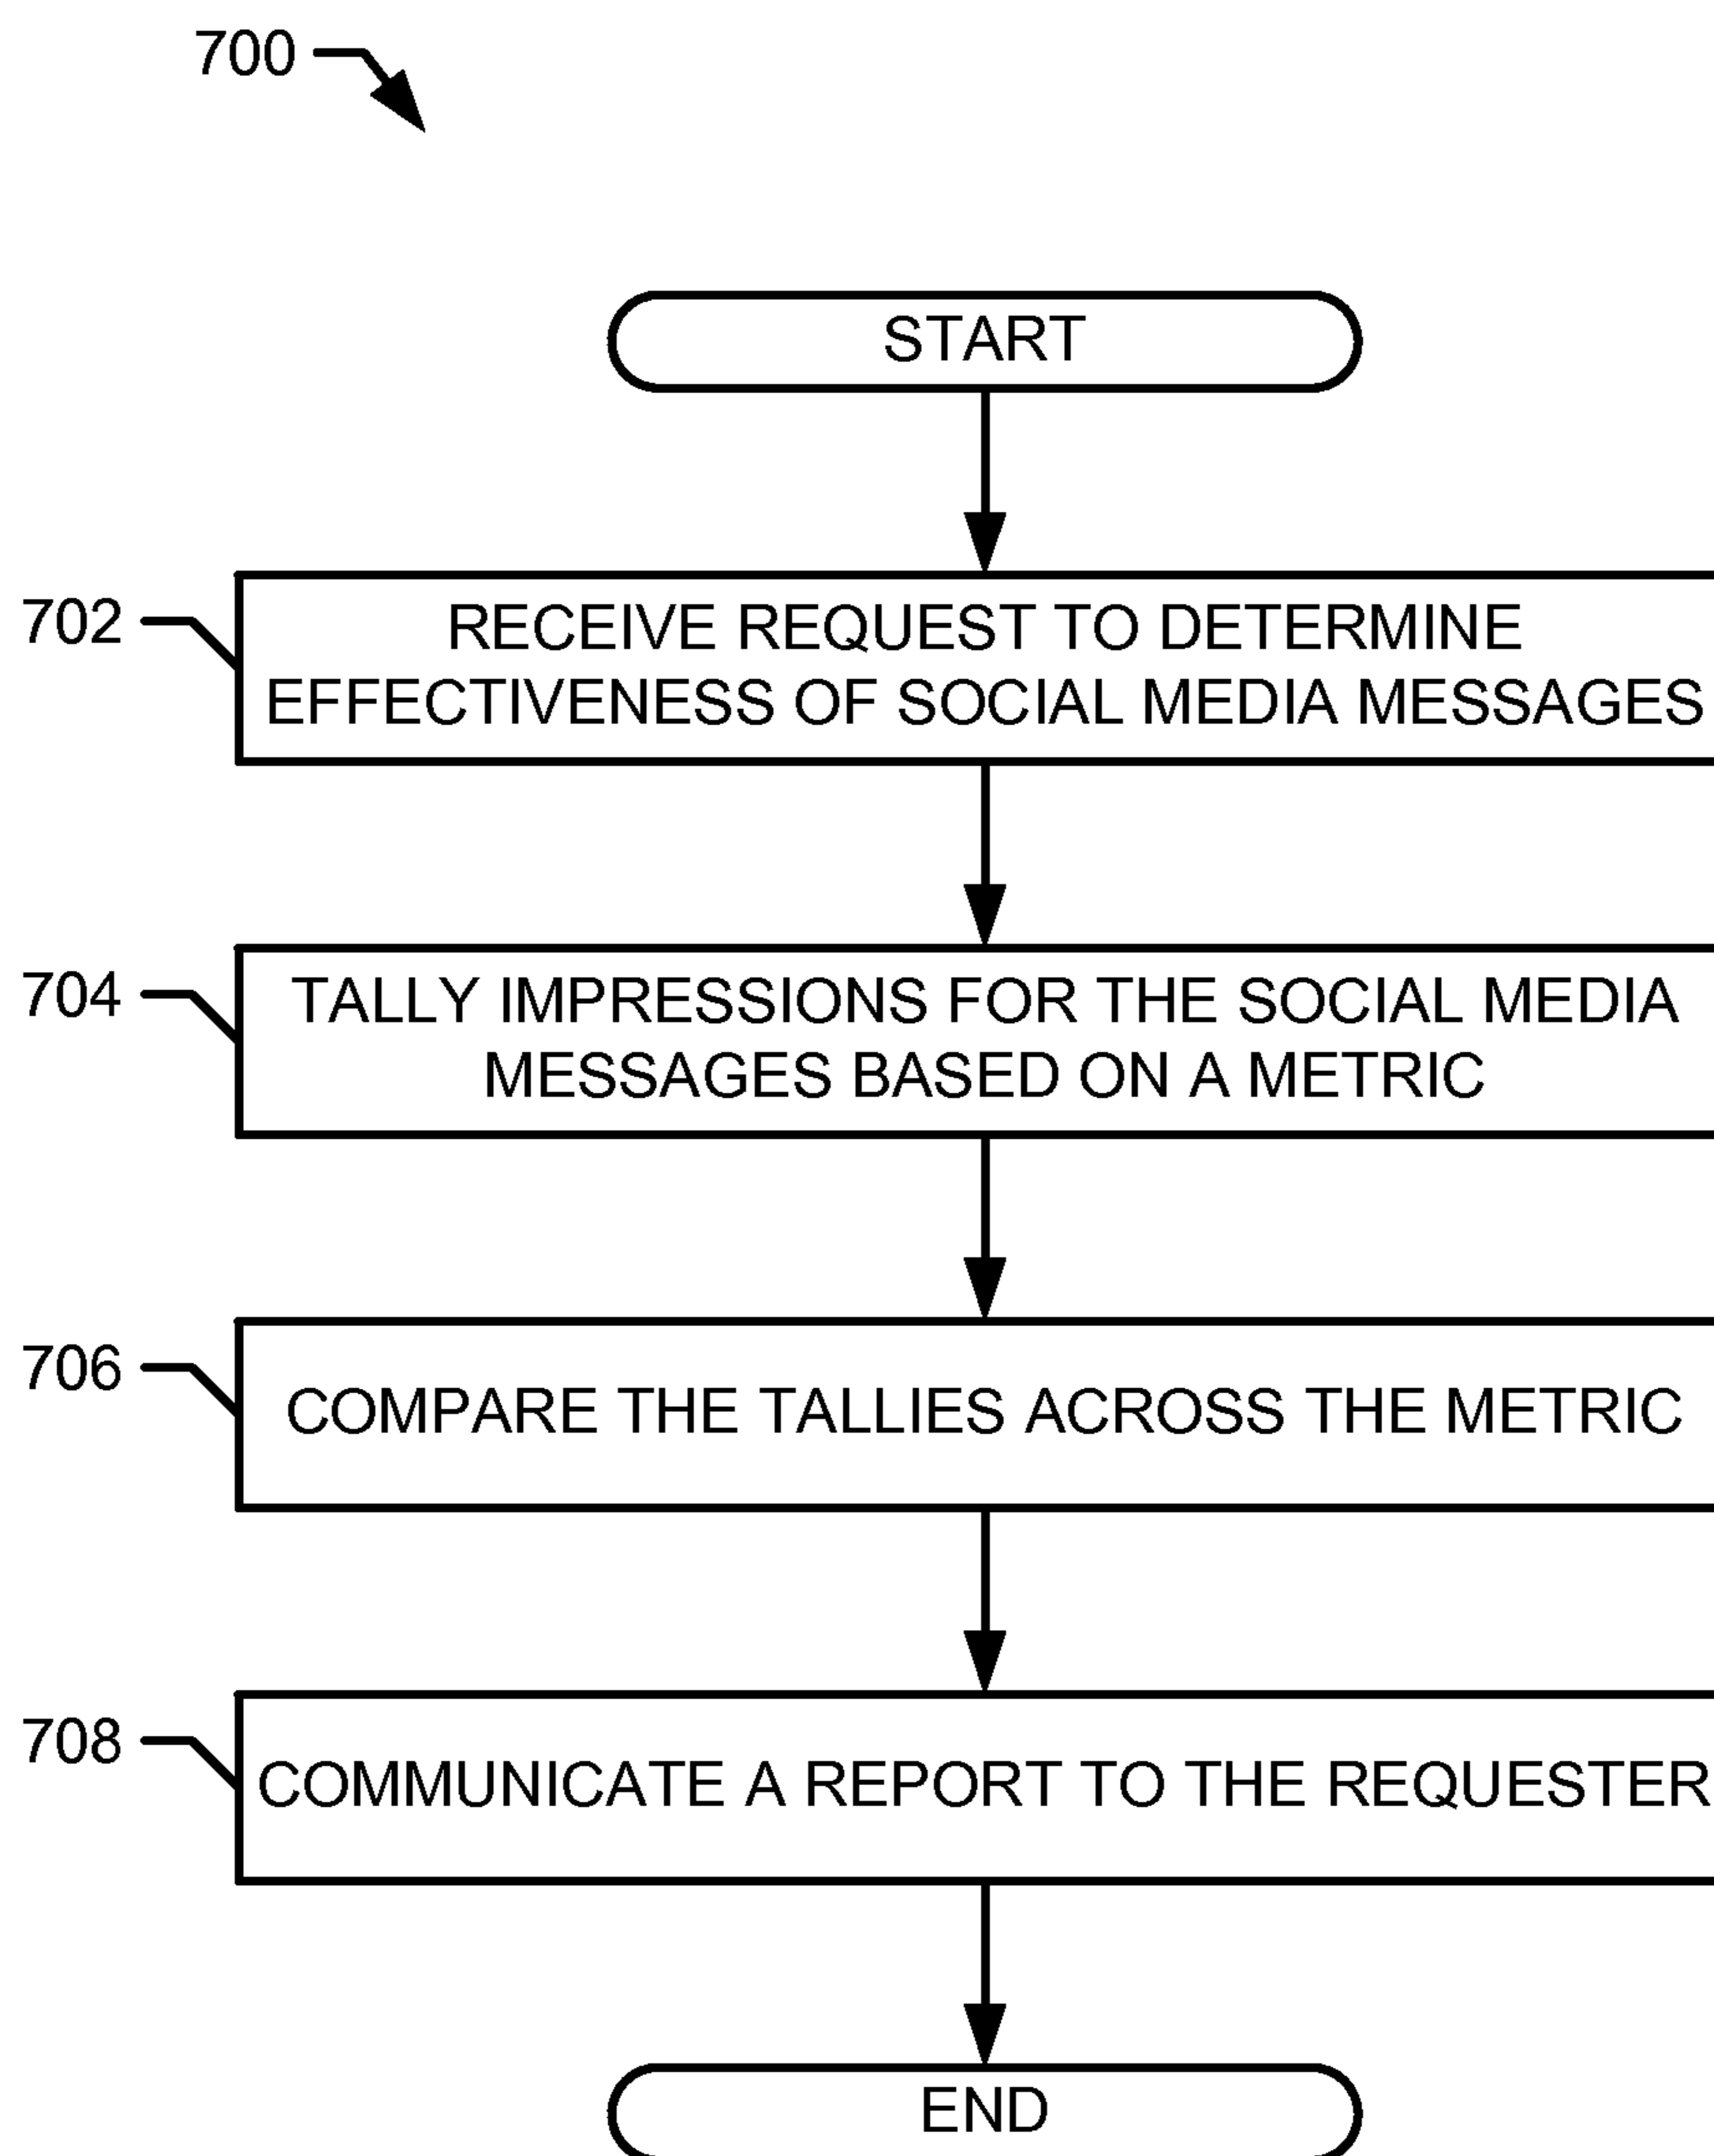 700
START
702
RECEIVE REQUEST TO DETERMINE
EFFECTIVENESS OF SOCIAL MEDIA MESSAGES
704
TALLY IMPRESSIONS FOR THE SOCIAL MEDIA
MESSAGES BASED ON A METRIC
706
COMPARE THE TALLIES ACROSS THE METRIC
708
COMMUNICATE A REPORT TO THE REQUESTER
END